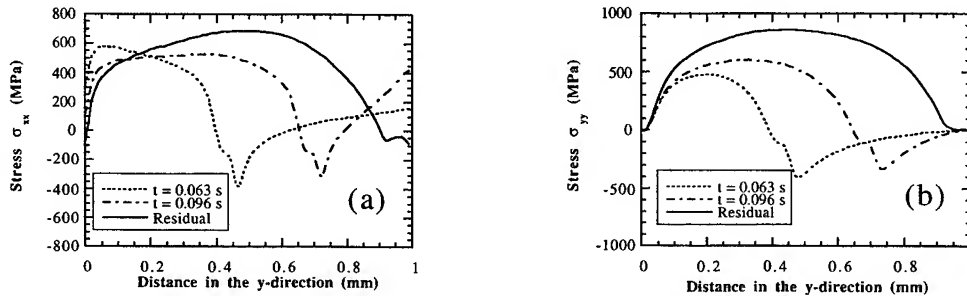 800
600
400
200
0
-200
-400
-600
-800
Stress σ xx (MPa)
t = 0.063 s
t = 0.096 s
Residual
(a)
0 0.2 0.4 0.6 0.8 1
Distance in the y-direction (mm)
1000
500
0
-500
-1000
Stress σ yy (MPa)
t = 0.063 s
t = 0.096 s
Residual
(b)
0 0.2 0.4 0.6 0.8
Distance in the y-direction (mm)